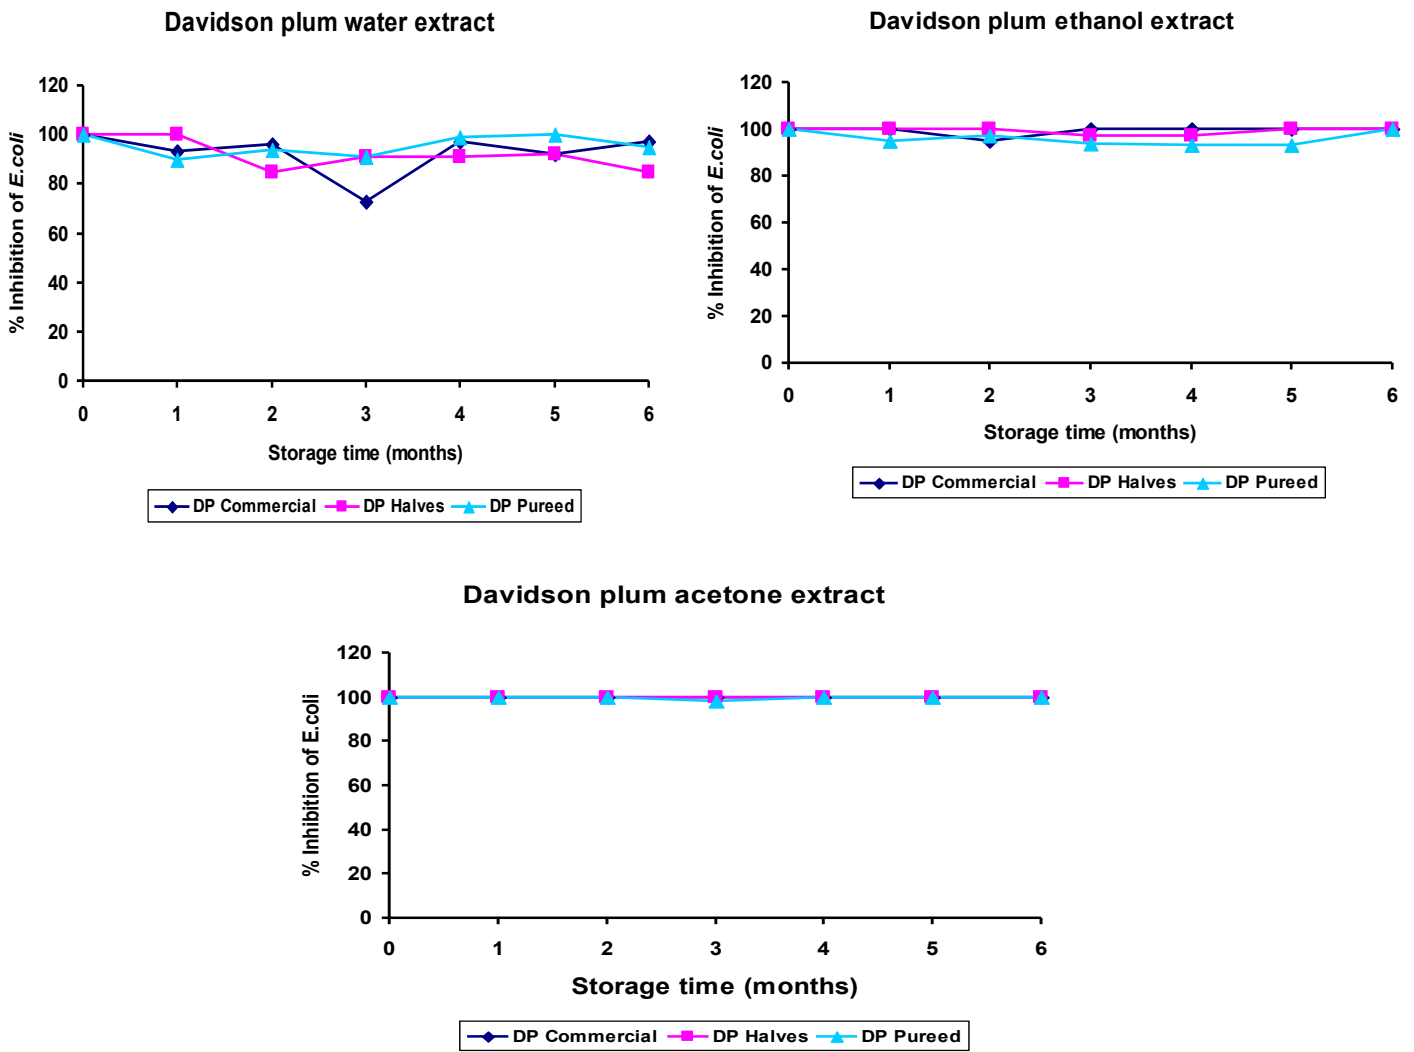 Davidson plum water extract
% Inhibition of E.coli
120
100
80
60
40
20
0
0 1 2 3 4 5 6
Storage time (months)
DP Commercial DP Halves DP Pureed
Davidson plum ethanol extract
% Inhibition of E.coli
120
100
80
60
40
20
0
0 1 2 3 4 5 6
Storage time (months)
DP Commercial DP Halves DP Pureed
Davidson plum acetone extract
% Inhibition of E.coli
120
100
80
60
40
20
0
0 1 2 3 4 5 6
Storage time (months)
DP Commercial DP Halves DP Pureed